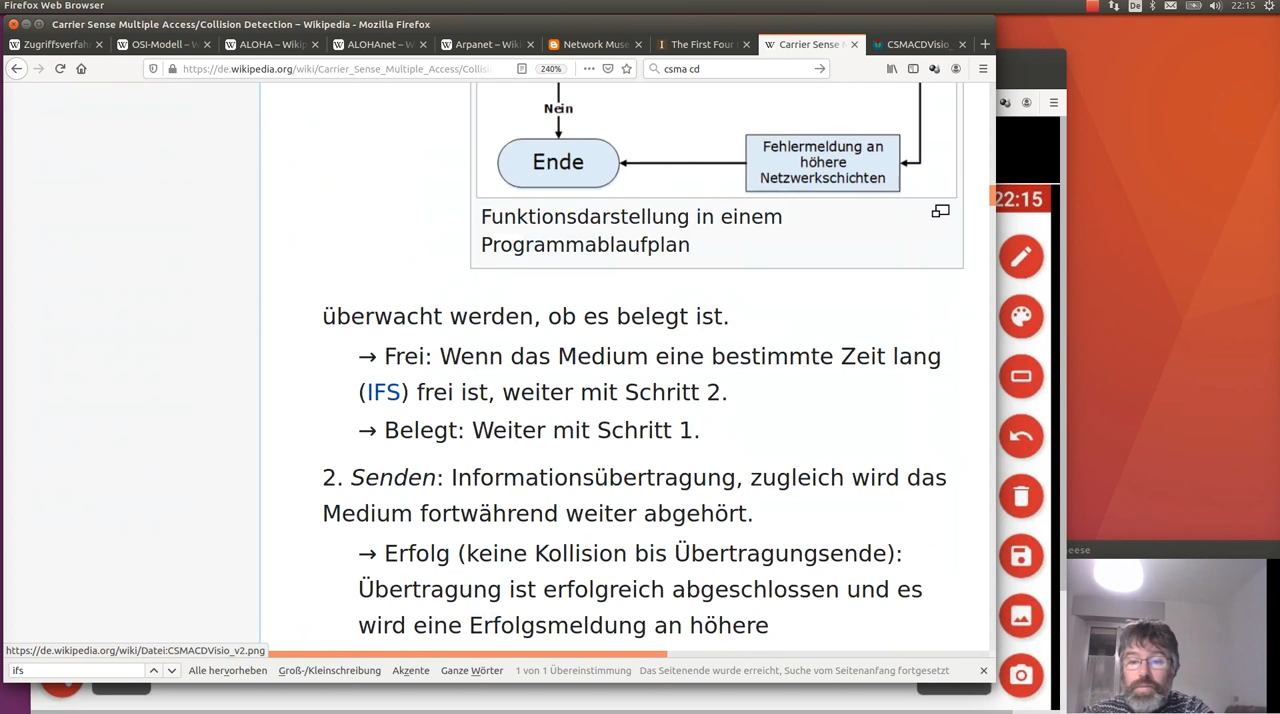 Firefox Web Browser
De
22:15
Carrier Sense Multiple Access/Collision Detection – Wikipedia - Mozilla Firefox
Zugriffsverfah
OSI-Modell – W
ALOHA – Wikip
ALOHAnet – W
Arpanet – Wiki
Network Muse
The First Four H
Carrier Sense M
CSMACDVisio_
https://de.wikipedia.org/wiki/Carrier_Sense_Multiple_Access/Collis
240%
csma cd
Nein
Ende
Fehlermeldung an
höhere
Netzwerkschichten
Funktionsdarstellung in einem
Programmablaufplan
22:15
überwacht werden, ob es belegt ist.
→ Frei: Wenn das Medium eine bestimmte Zeit lang
(IFS) frei ist, weiter mit Schritt 2.
→ Belegt: Weiter mit Schritt 1.
2. Senden: Informationsübertragung, zugleich wird das
Medium fortwährend weiter abgehört.
→ Erfolg (keine Kollision bis Übertragungsende):
Übertragung ist erfolgreich abgeschlossen und es
wird eine Erfolgsmeldung an höhere
https://de.wikipedia.org/wiki/Datei:CSMACDVisio_v2.png
ifs
Alle hervorheben
Groß-/Kleinschreibung
Akzente
Ganze Wörter
1 von 1 Übereinstimmung
Das Seitenende wurde erreicht, Suche vom Seitenanfang fortgesetzt
eese